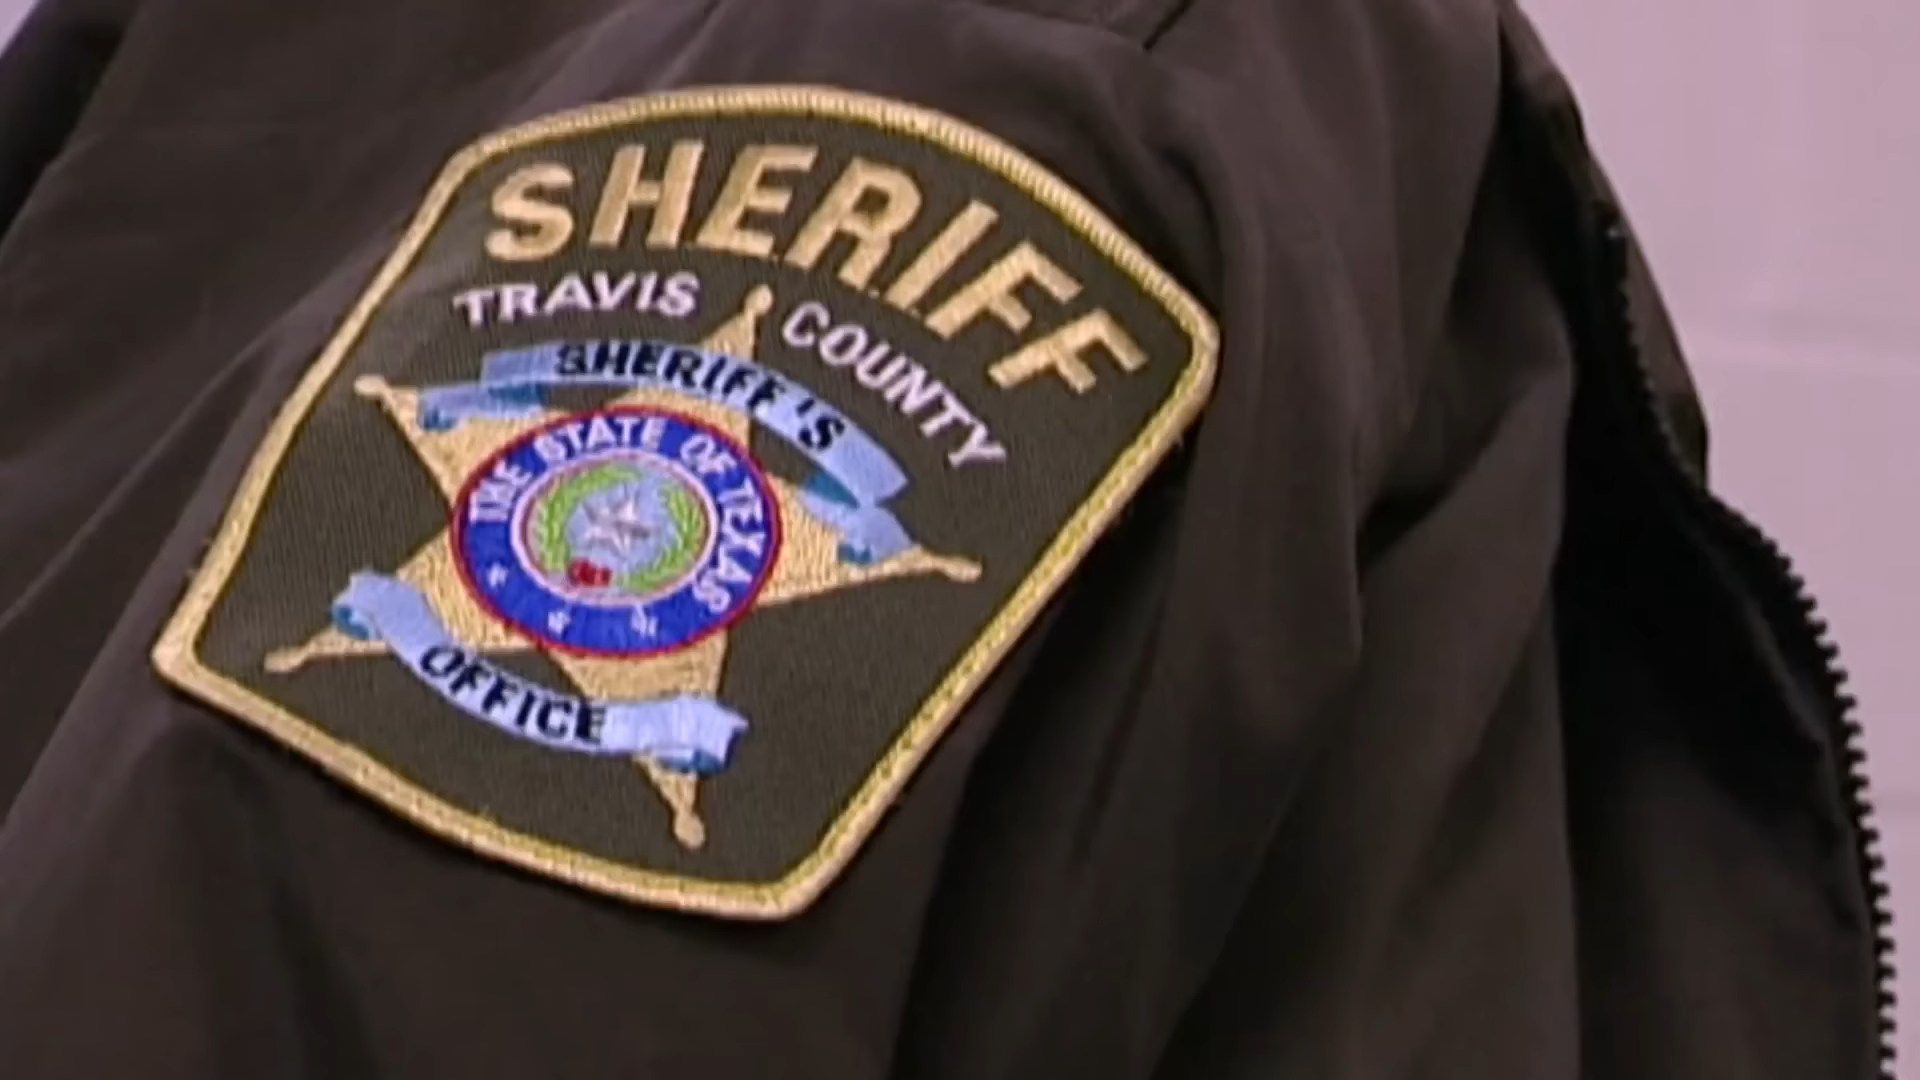 SHERIFF
TRAVIS COUNTY
SHERIFF'S
THE STATE OF TEXAS
OFFICE